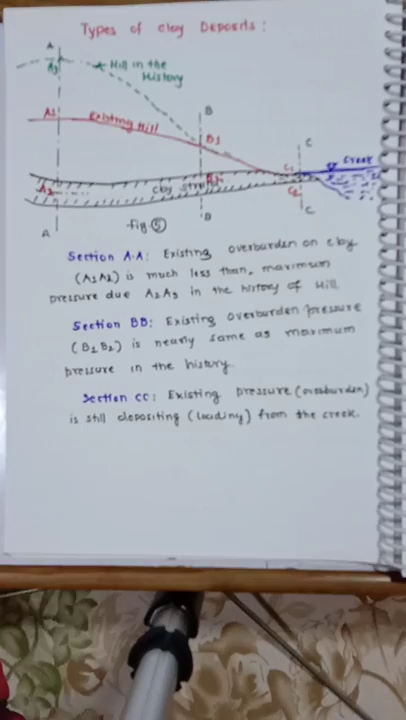 Types of clay Deposits:
A
A3
Hill in the
History
B
A1
Existing Hill
B1
C
C1
Creek
A2
clay stratum
B2
C2
A
B
C
fig. ⑤
Section A-A: Existing overburden on clay
(A1A2) is much less than, maximum
pressure due A2A3 in the history of Hill
Section BB: Existing overburden pressure
(B1B2) is nearly same as maximum
pressure in the history.
Section CC: Existing pressure (overburden)
is still depositing (loading) from the creek.